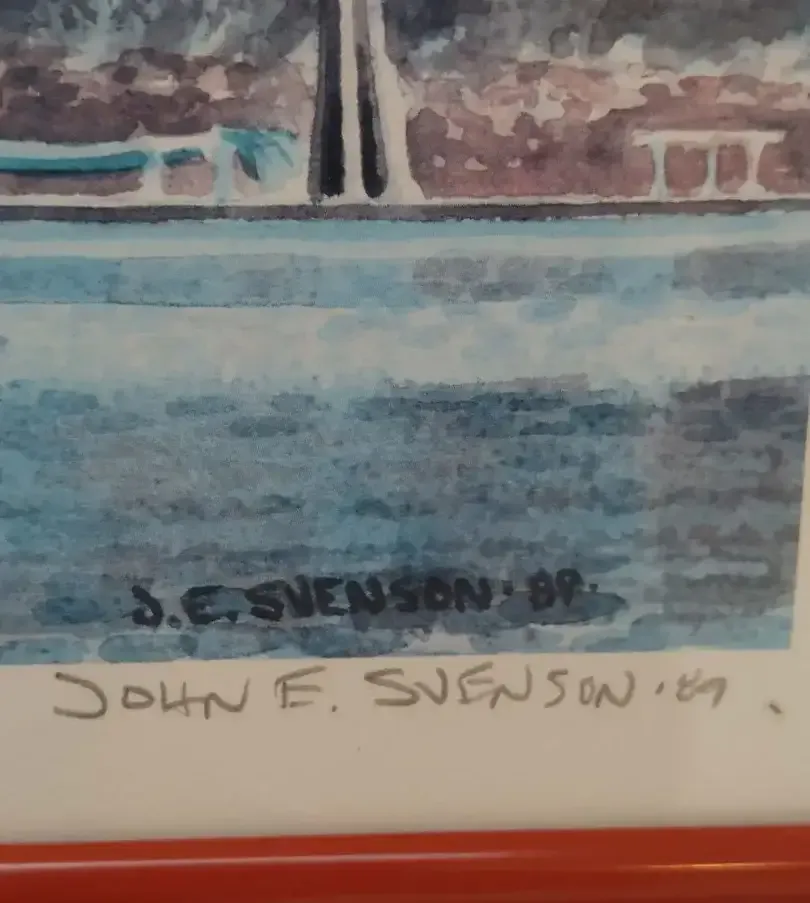 J.E. SVENSON · 89.
JOHN E. SVENSON · 89